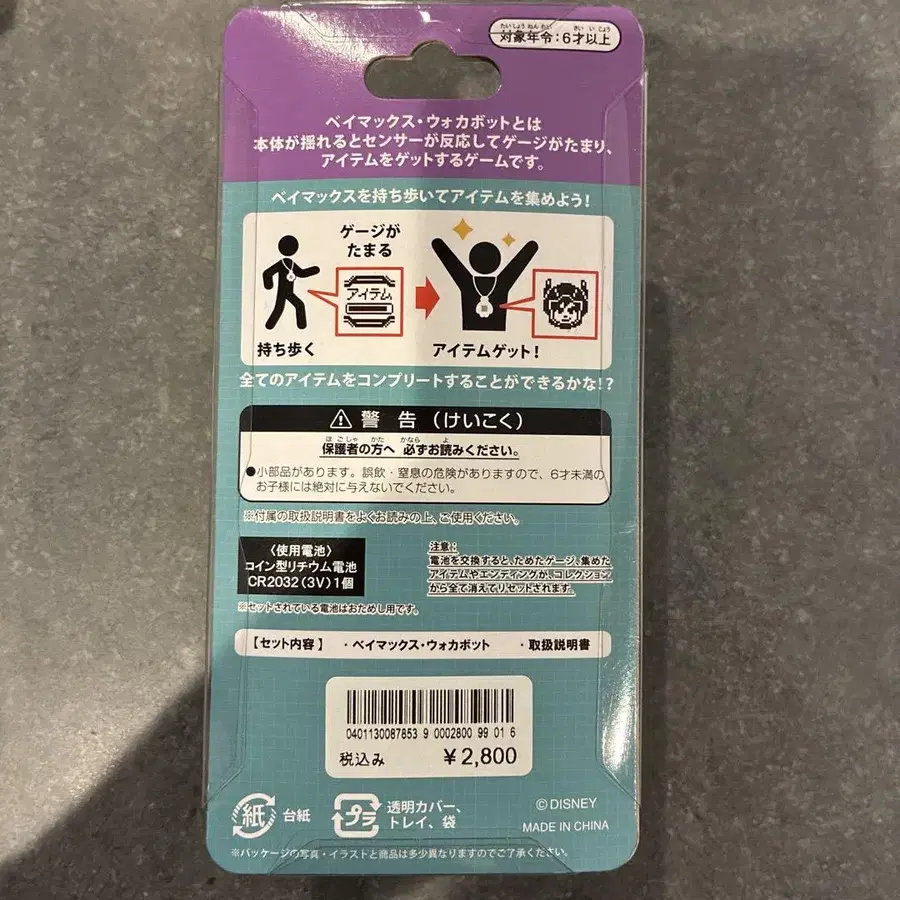 たいしょうねんれい きいじょう
対象年令:6才以上
ベイマックス・ウォカボットとは
本体が揺れるとセンサーが反応してゲージがたまり、
アイテムをゲットするゲームです。
ベイマックスを持ち歩いてアイテムを集めよう!
ゲージが
たまる
アイテム
持ち歩く
アイテムゲット!
全てのアイテムをコンプリートすることができるかな!?
警告(けいこく)
ほごしゃ かた かなら よ
保護者の方へ 必ずお読みください。
●小部品があります。誤飲・窒息の危険がありますので、6才未満の
お子様には絶対に与えないでください。
※付属の取扱説明書をよくお読みの上、ご使用ください。
〈使用電池〉
コイン型リチウム電池
CR2032(3V)1個
※セットされている電池はおためし用です。
注意:
電池を交換すると、ためたゲージ、集めた
アイテムやエンディングが、コレクション
から全て消えてリセットされます。
【セット内容】 ・ベイマックス・ウォカボット ・取扱説明書
0401130087853 9 0002800 99 01 6
税込み ¥2,800
紙 台紙
プラ 透明カバー、
トレイ、袋
©DISNEY
MADE IN CHINA
※パッケージの写真・イラストと商品は多少異なりますのでご了承ください。